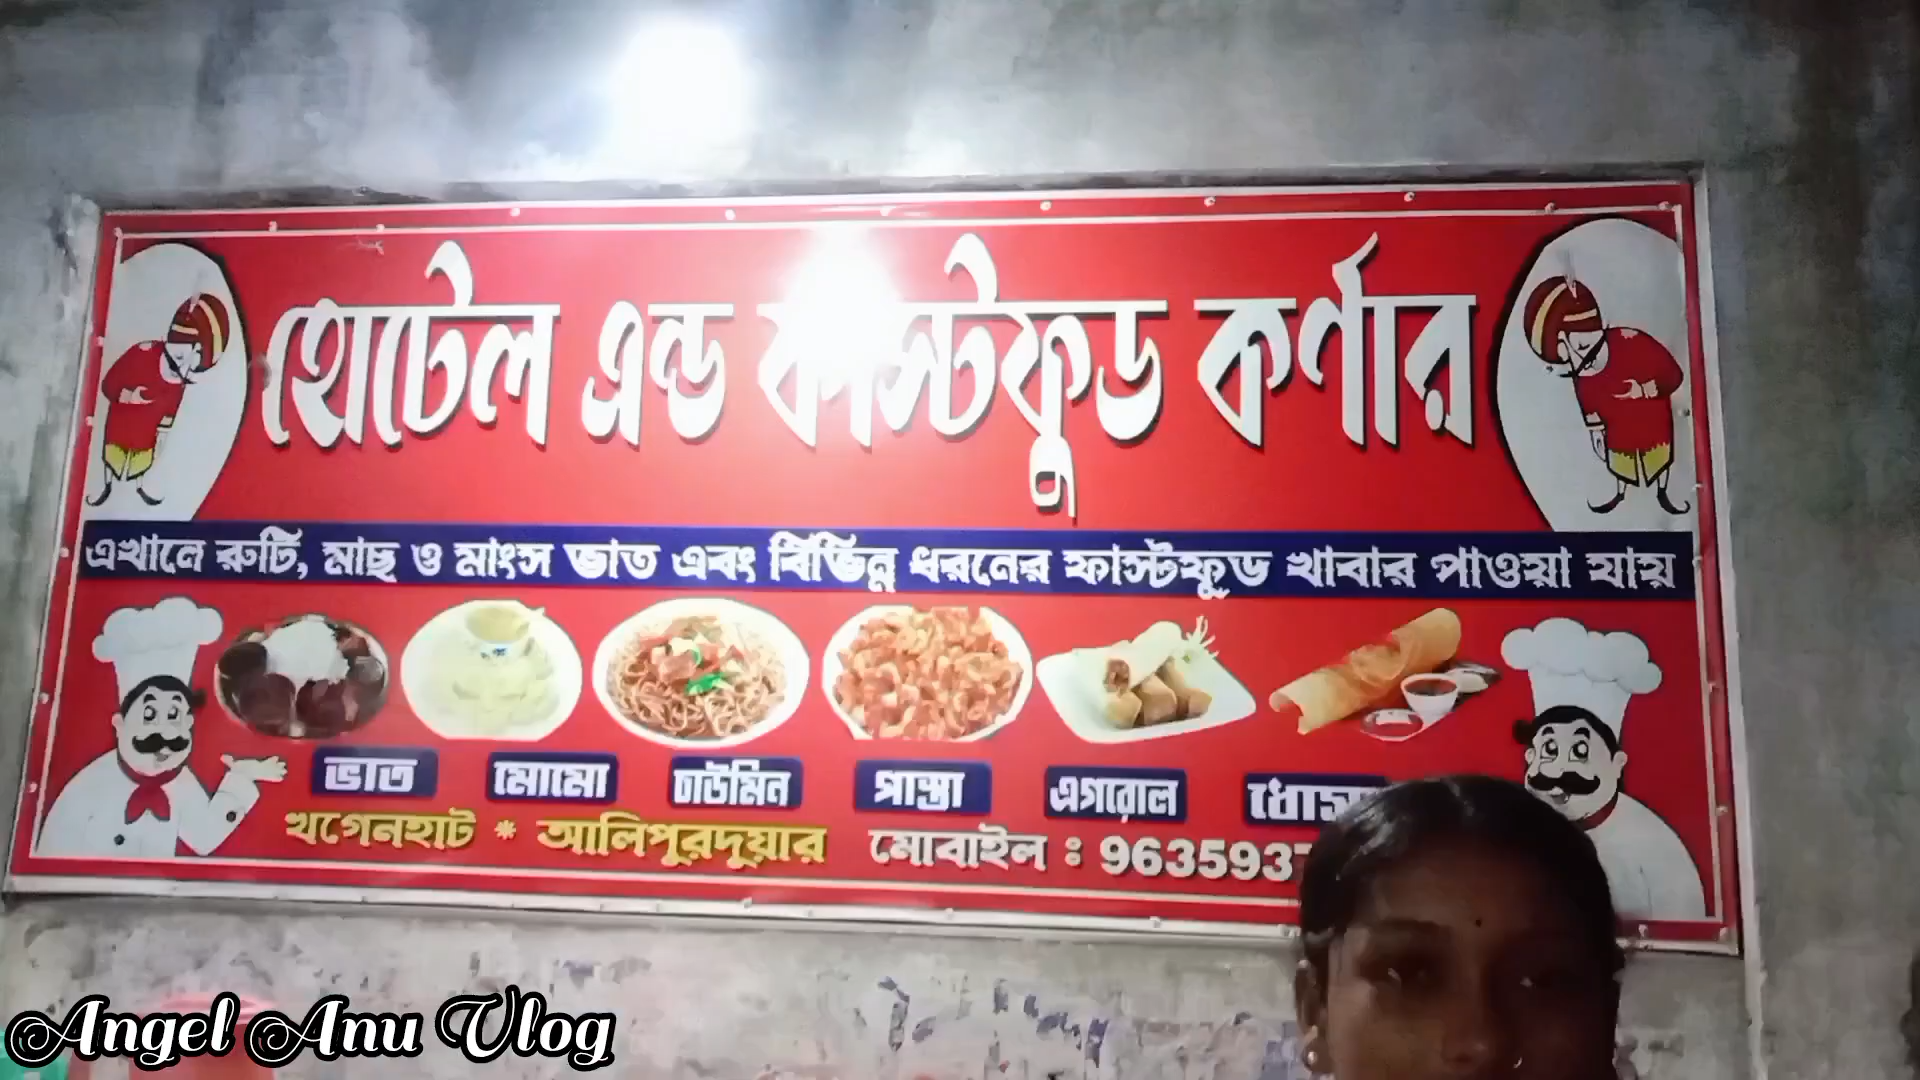 হোটেল এন্ড ফাস্টফুড কর্ণার
এখানে রুটি, মাছ ও মাংস ভাত এবং বিভিন্ন ধরনের ফাস্টফুড খাবার পাওয়া যায়
ভাত মোমো চাউমিন পাস্তা এগরোল
খগেনহাট * আলিপুরদুয়ার মোবাইল ঃ 963593
Angel Anu Vlog